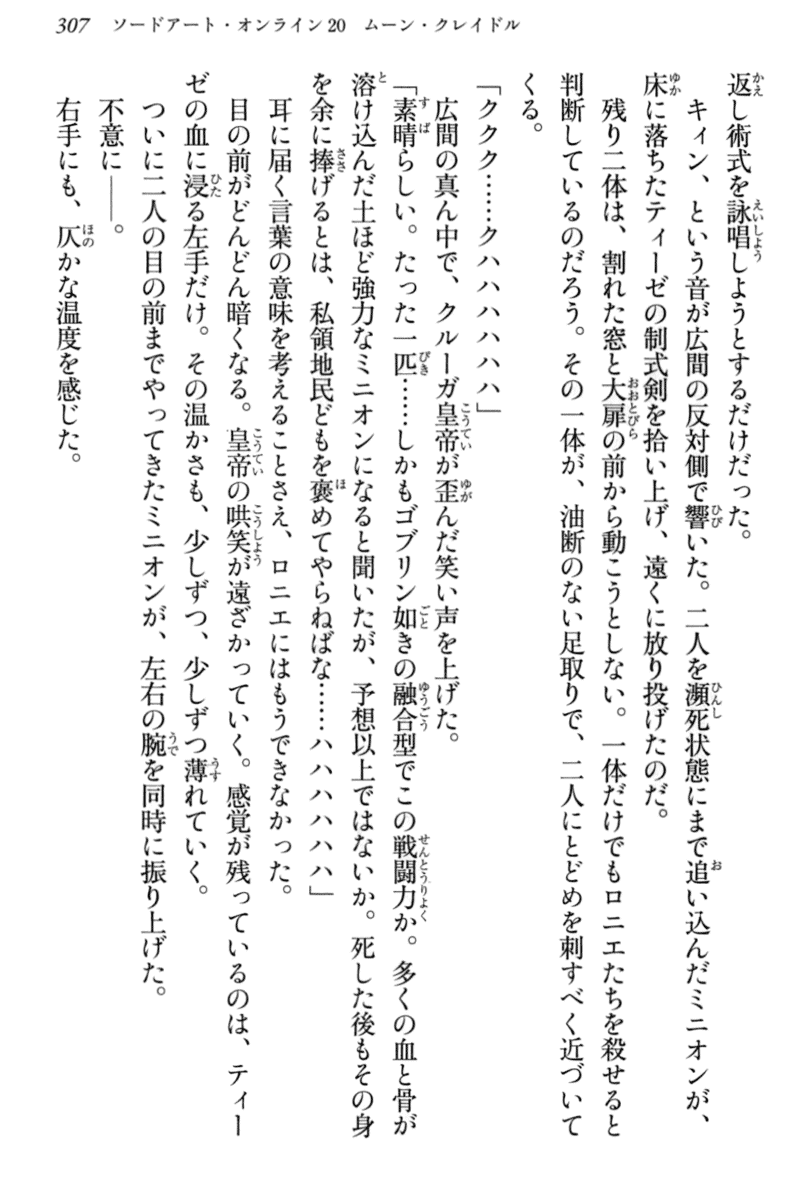 307 ソードアート・オンライン20 ムーン・クレイドル
返し術式を詠唱しようとするだけだった。
キィン、という音が広間の反対側で響いた。二人を瀕死状態にまで追い込んだミニオンが、
床に落ちたティーゼの制式剣を拾い上げ、遠くに放り投げたのだ。
残り二体は、割れた窓と大扉の前から動こうとしない。一体だけでもロニエたちを殺せると
判断しているのだろう。その一体が、油断のない足取りで、二人にとどめを刺すべく近づいて
くる。
「ククク……クハハハハハ」
広間の真ん中で、クルーガ皇帝が歪んだ笑い声を上げた。
「素晴らしい。たった一匹……しかもゴブリン如きの融合型でこの戦闘力か。多くの血と骨が
溶け込んだ土ほど強力なミニオンになると聞いたが、予想以上ではないか。死した後もその身
を余に捧げるとは、私領地民どもを褒めてやらねばな……ハハハハハハ」
耳に届く言葉の意味を考えることさえ、ロニエにはもうできなかった。
目の前がどんどん暗くなる。皇帝の哄笑が遠ざかっていく。感覚が残っているのは、ティー
ゼの血に浸る左手だけ。その温かさも、少しずつ、少しずつ薄れていく。
ついに二人の目の前までやってきたミニオンが、左右の腕を同時に振り上げた。
不意に――。
右手にも、仄かな温度を感じた。